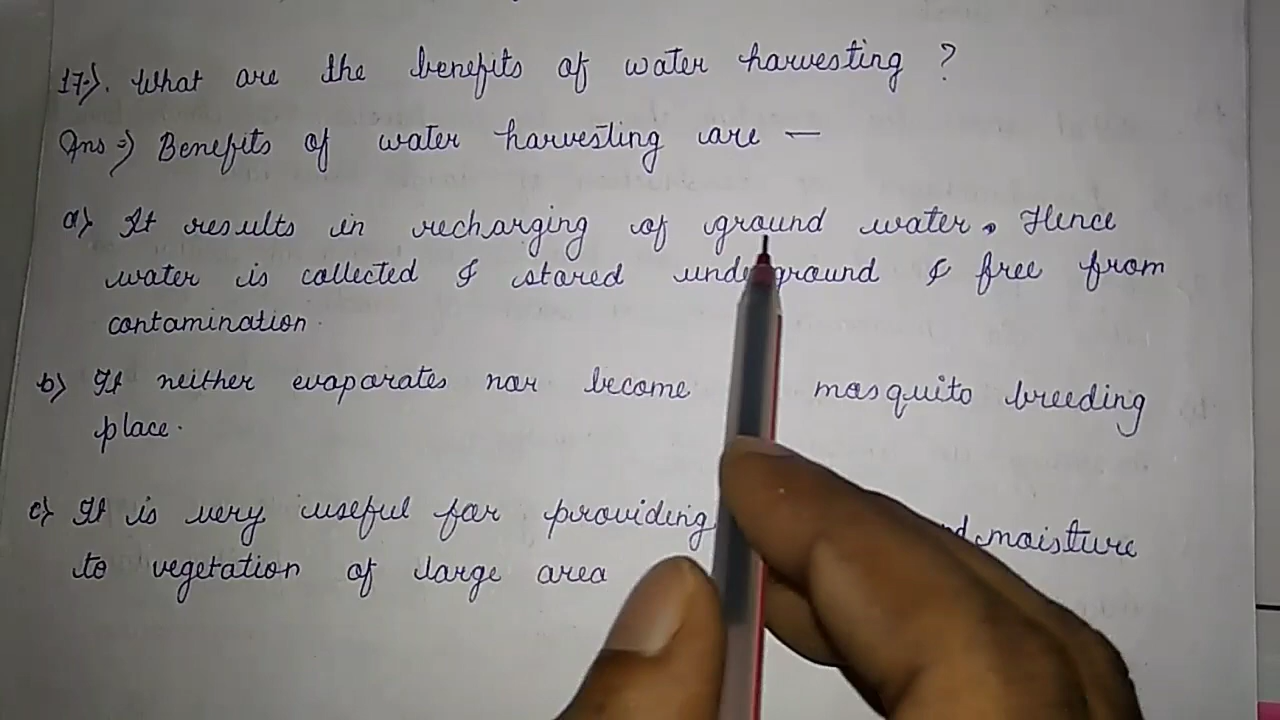 17). What are the benefits of water harvesting ?
Ans ⇒) Benefits of water harvesting are —
a) It results in recharging of ground water. Hence
water is collected & stored underground & free from
contamination.
b) It neither evaporates nor become mosquito breeding
place.
c) It is very useful for providing moisture
to vegetation of large area